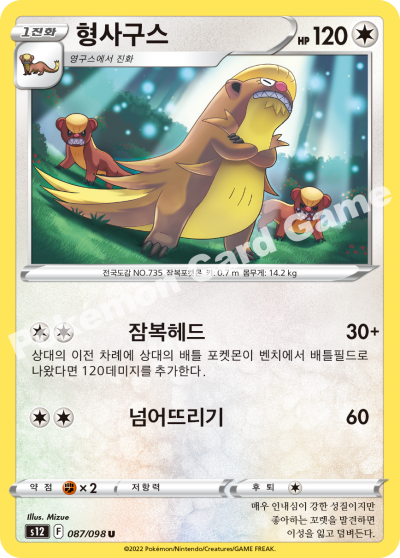 1진화
형사구스
HP 120
영구스에서 진화
전국도감 NO.735 잠복포켓몬 키: 0.7 m 몸무게: 14.2 kg
Pokémon Card Game
잠복헤드 30+
상대의 이전 차례에 상대의 배틀 포켓몬이 벤치에서 배틀필드로
나왔다면 120데미지를 추가한다.
넘어뜨리기 60
약점 ×2 저항력 후퇴
Illus. Mizue
s12 F 087/098 U
매우 인내심이 강한 성질이지만
좋아하는 포켓을 발견하면
이성을 잃고 덤벼든다.
©2022 Pokémon/Nintendo/Creatures/GAME FREAK.